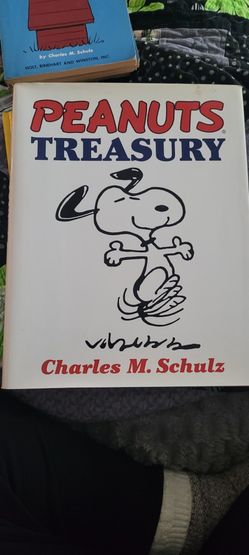 by Charles M. Schulz
HOLT, RINEHART AND WINSTON, INC.
PEANUTS®
TREASURY
Charles M. Schulz